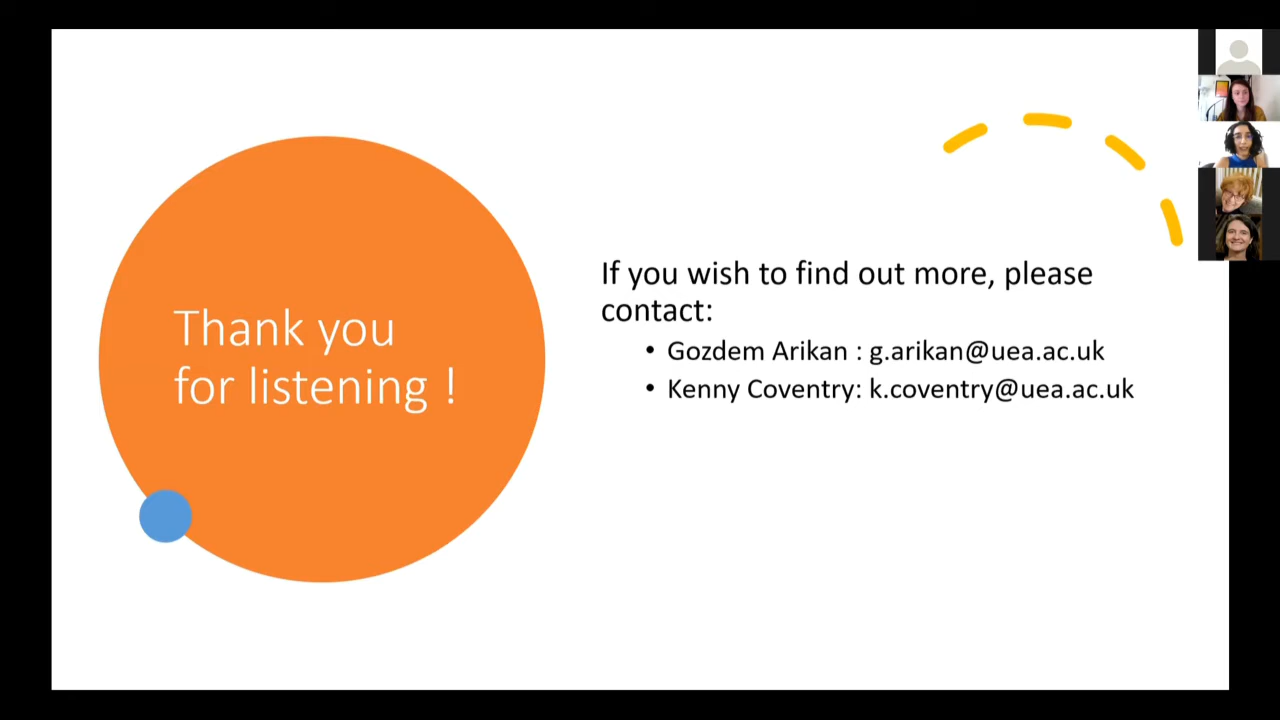 Thank you
for listening !
If you wish to find out more, please
contact:
• Gozdem Arikan : g.arikan@uea.ac.uk
• Kenny Coventry: k.coventry@uea.ac.uk